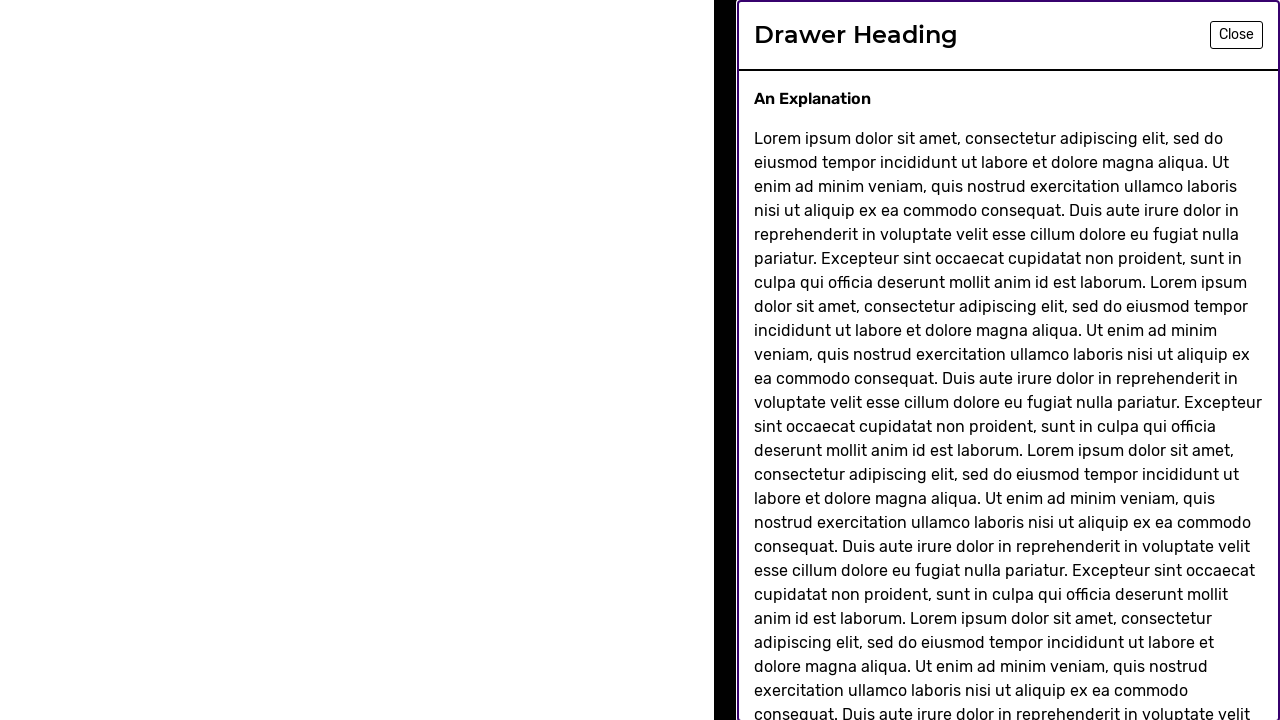 Drawer Heading
Close
An Explanation
Lorem ipsum dolor sit amet, consectetur adipiscing elit, sed do
eiusmod tempor incididunt ut labore et dolore magna aliqua. Ut
enim ad minim veniam, quis nostrud exercitation ullamco laboris
nisi ut aliquip ex ea commodo consequat. Duis aute irure dolor in
reprehenderit in voluptate velit esse cillum dolore eu fugiat nulla
pariatur. Excepteur sint occaecat cupidatat non proident, sunt in
culpa qui officia deserunt mollit anim id est laborum. Lorem ipsum
dolor sit amet, consectetur adipiscing elit, sed do eiusmod tempor
incididunt ut labore et dolore magna aliqua. Ut enim ad minim
veniam, quis nostrud exercitation ullamco laboris nisi ut aliquip ex
ea commodo consequat. Duis aute irure dolor in reprehenderit in
voluptate velit esse cillum dolore eu fugiat nulla pariatur. Excepteur
sint occaecat cupidatat non proident, sunt in culpa qui officia
deserunt mollit anim id est laborum. Lorem ipsum dolor sit amet,
consectetur adipiscing elit, sed do eiusmod tempor incididunt ut
labore et dolore magna aliqua. Ut enim ad minim veniam, quis
nostrud exercitation ullamco laboris nisi ut aliquip ex ea commodo
consequat. Duis aute irure dolor in reprehenderit in voluptate velit
esse cillum dolore eu fugiat nulla pariatur. Excepteur sint occaecat
cupidatat non proident, sunt in culpa qui officia deserunt mollit
anim id est laborum. Lorem ipsum dolor sit amet, consectetur
adipiscing elit, sed do eiusmod tempor incididunt ut labore et
dolore magna aliqua. Ut enim ad minim veniam, quis nostrud
exercitation ullamco laboris nisi ut aliquip ex ea commodo
consequat. Duis aute irure dolor in reprehenderit in voluptate velit